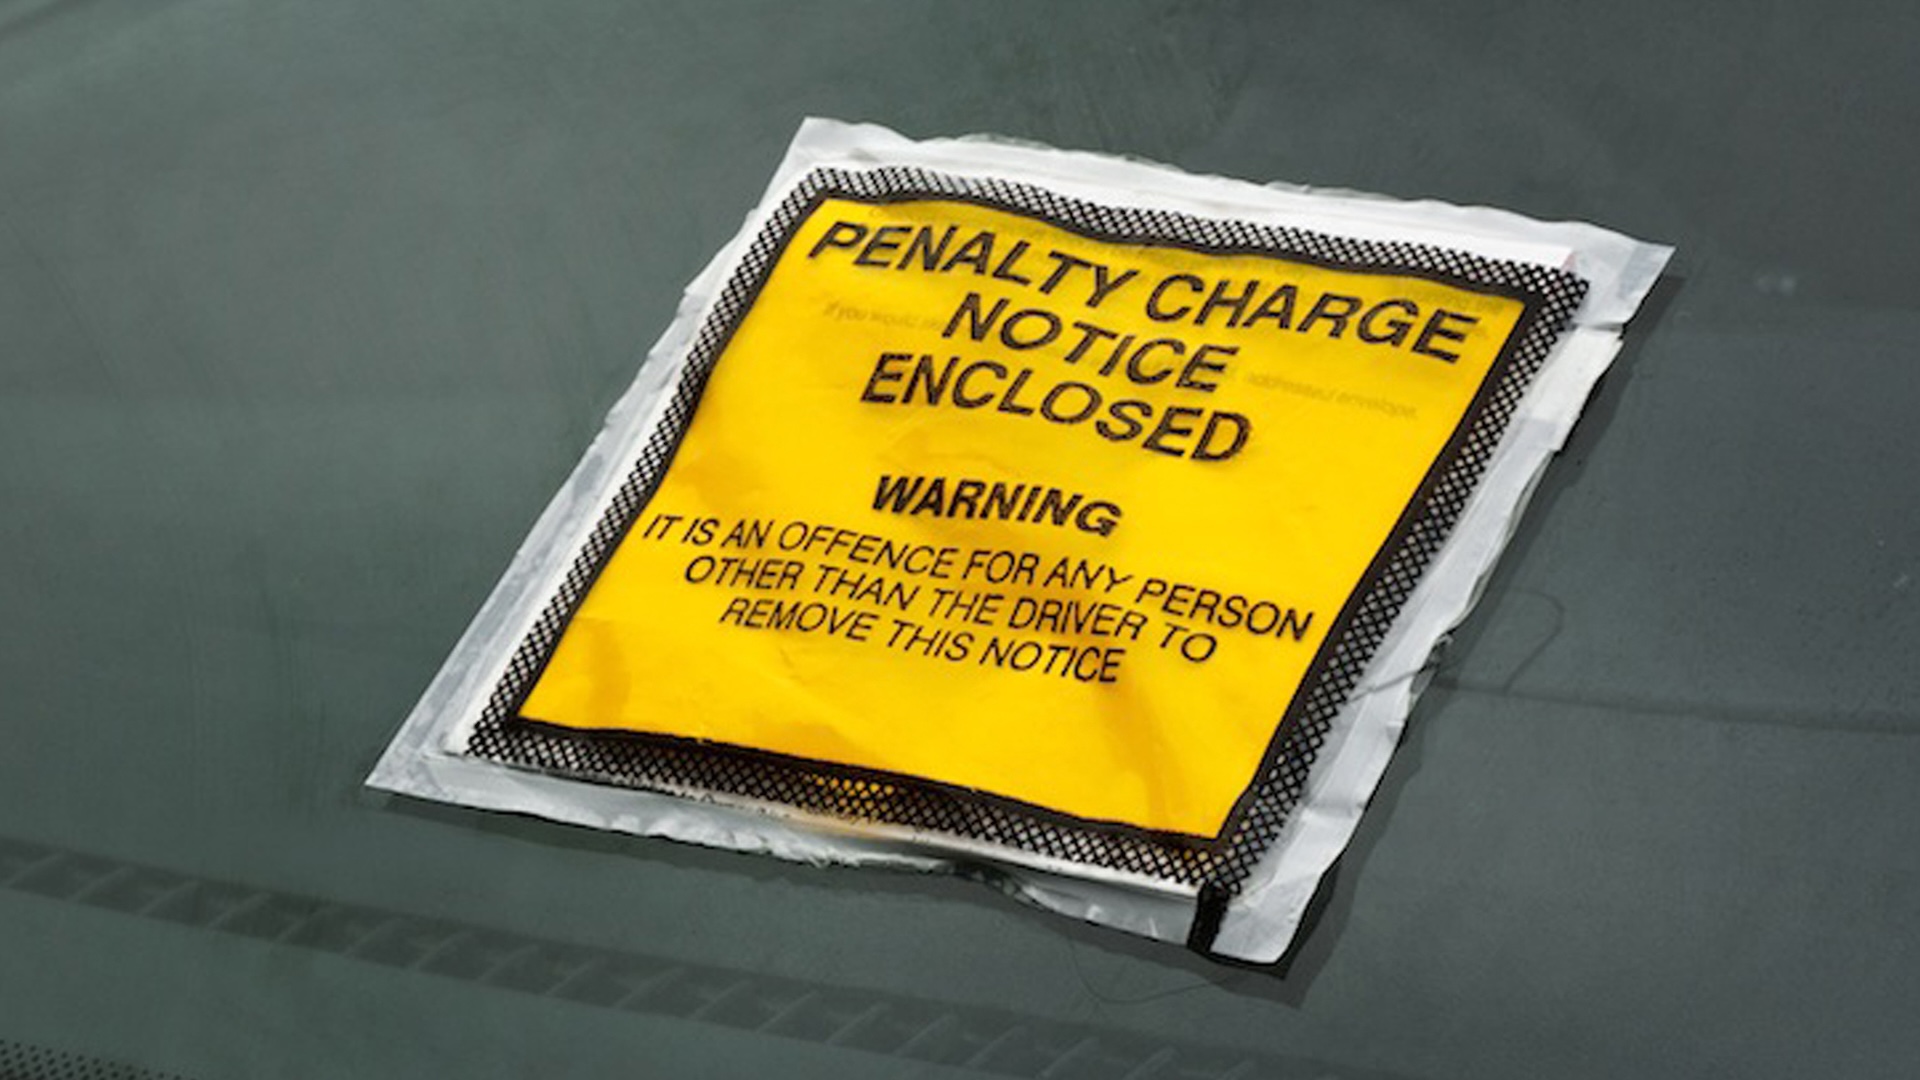 PENALTY CHARGE
NOTICE
ENCLOSED
WARNING
IT IS AN OFFENCE FOR ANY PERSON
OTHER THAN THE DRIVER TO
REMOVE THIS NOTICE